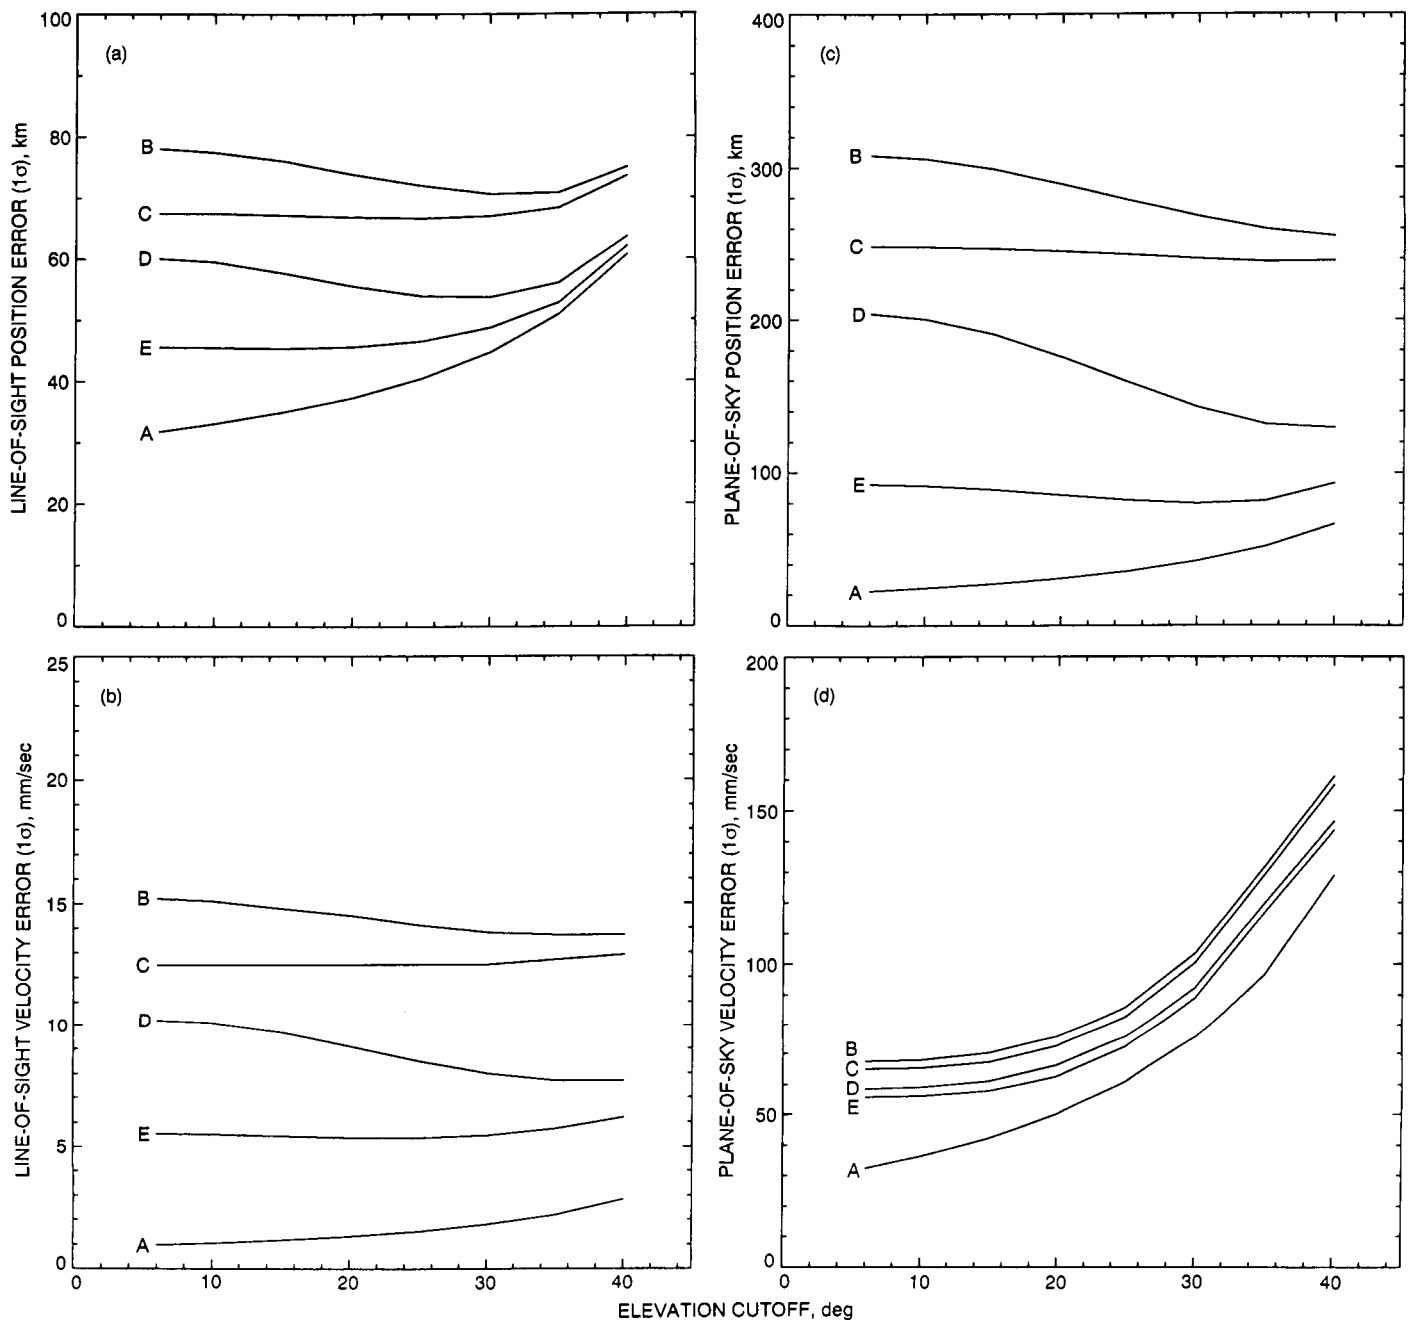 (a)
LINE-OF-SIGHT POSITION ERROR (1σ), km
100
80
60
40
20
0
B
C
D
E
A
(c)
PLANE-OF-SKY POSITION ERROR (1σ), km
400
300
200
100
0
B
C
D
E
A
(b)
LINE-OF-SIGHT VELOCITY ERROR (1σ), mm/sec
25
20
15
10
5
0
B
C
D
E
A
0 10 20 30 40
(d)
PLANE-OF-SKY VELOCITY ERROR (1σ), mm/sec
200
150
100
50
0
B
C
D
E
A
0 10 20 30 40
ELEVATION CUTOFF, deg